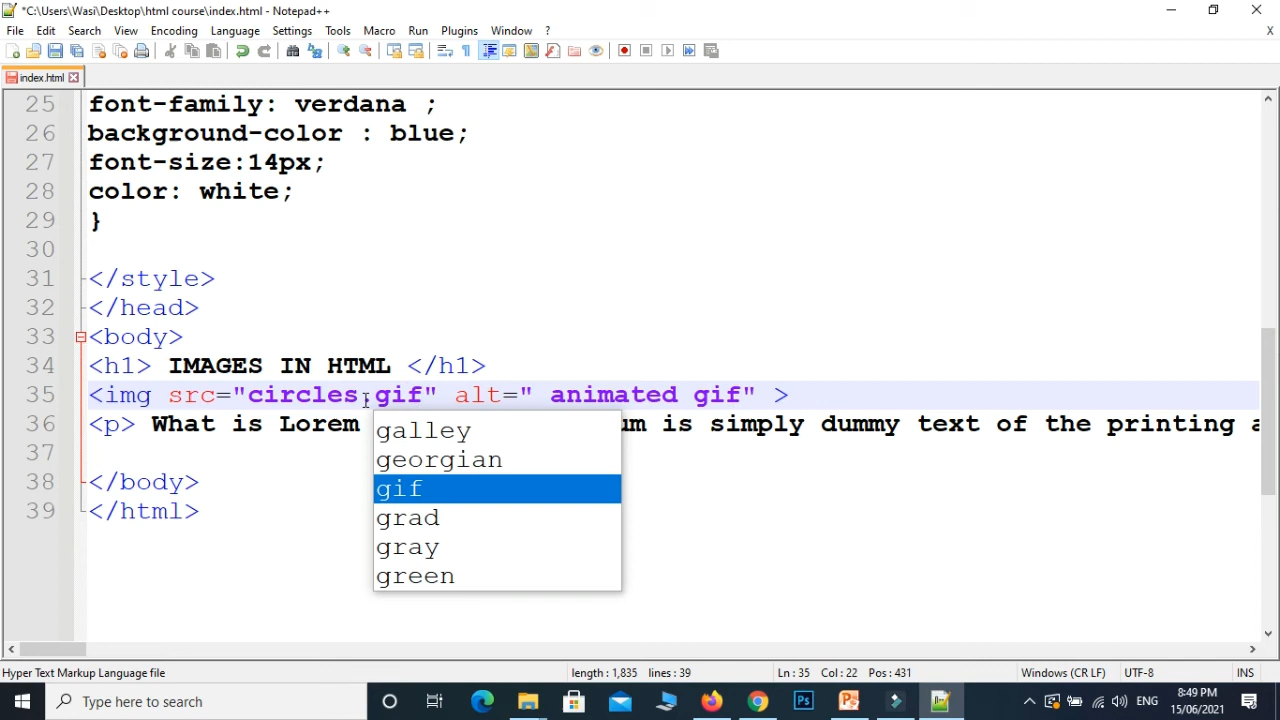 *C:\Users\Wasi\Desktop\html course\index.html - Notepad++
File Edit Search View Encoding Language Settings Tools Macro Run Plugins Window ? X
index.html
25 font-family: verdana ;
26 background-color : blue;
27 font-size:14px;
28 color: white;
29 }
30
31 </style>
32 </head>
33 <body>
34 <h1> IMAGES IN HTML </h1>
35 <img src="circles.gif" alt=" animated gif" >
36 <p> What is Lorem um is simply dummy text of the printing a
37
38 </body>
39 </html>
galley
georgian
gif
grad
gray
green
Hyper Text Markup Language file length : 1,835 lines : 39 Ln : 35 Col : 22 Pos : 431 Windows (CR LF) UTF-8 INS
Type here to search Ps ENG 8:49 PM
15/06/2021